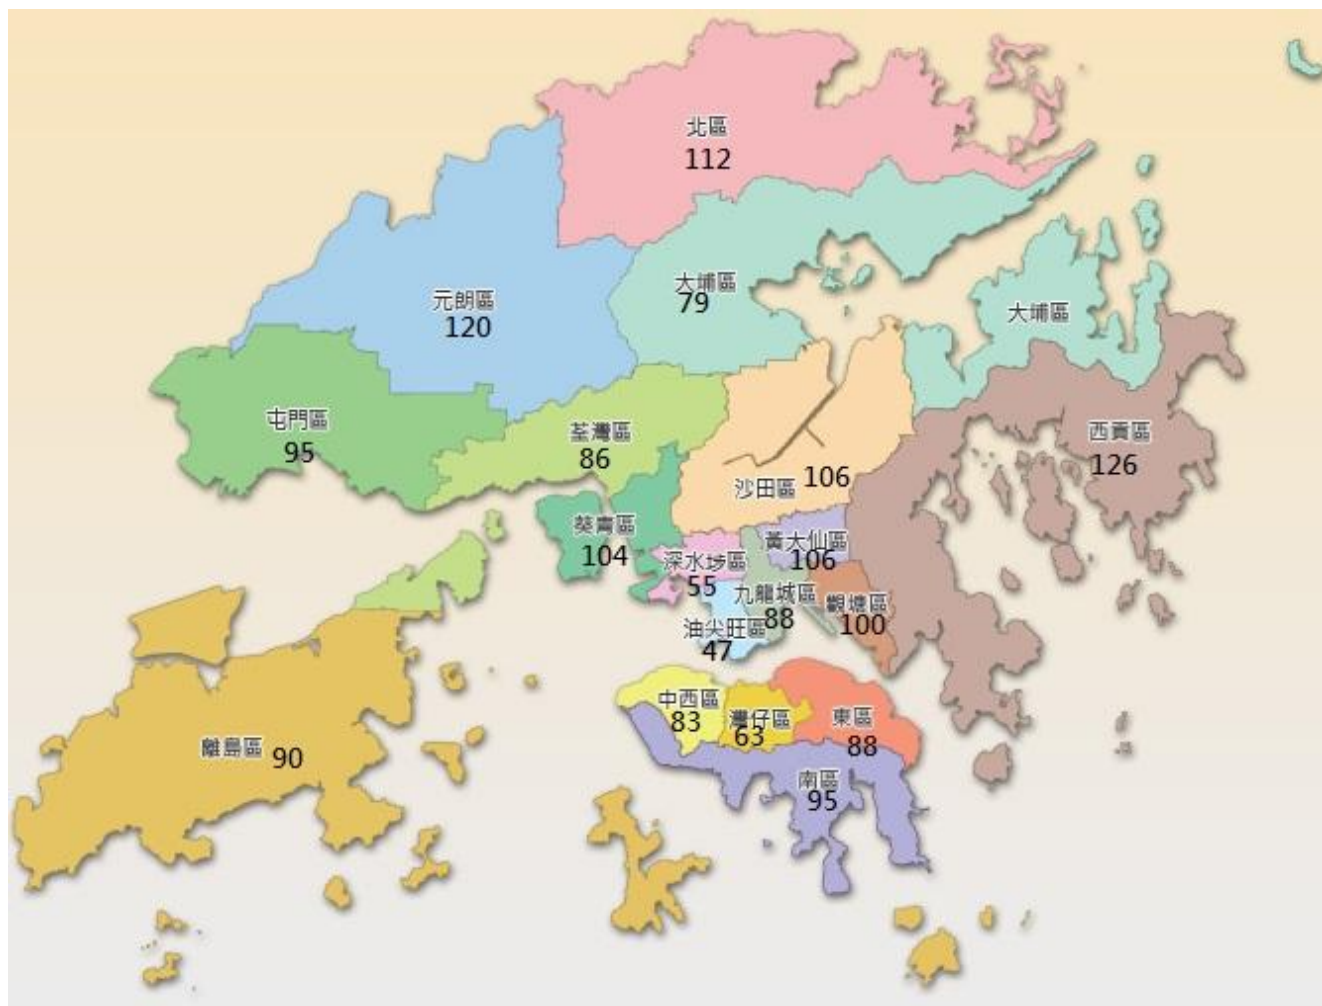 北區
112
大埔區
79
元朗區
120
大埔區
屯門區
95
荃灣區
86
西貢區
126
沙田區
106
葵青區
104
深水埗區
55
黃大仙區
106
九龍城區
88
觀塘區
100
油尖旺區
47
中西區
83
灣仔區
63
東區
88
離島區
90
南區
95